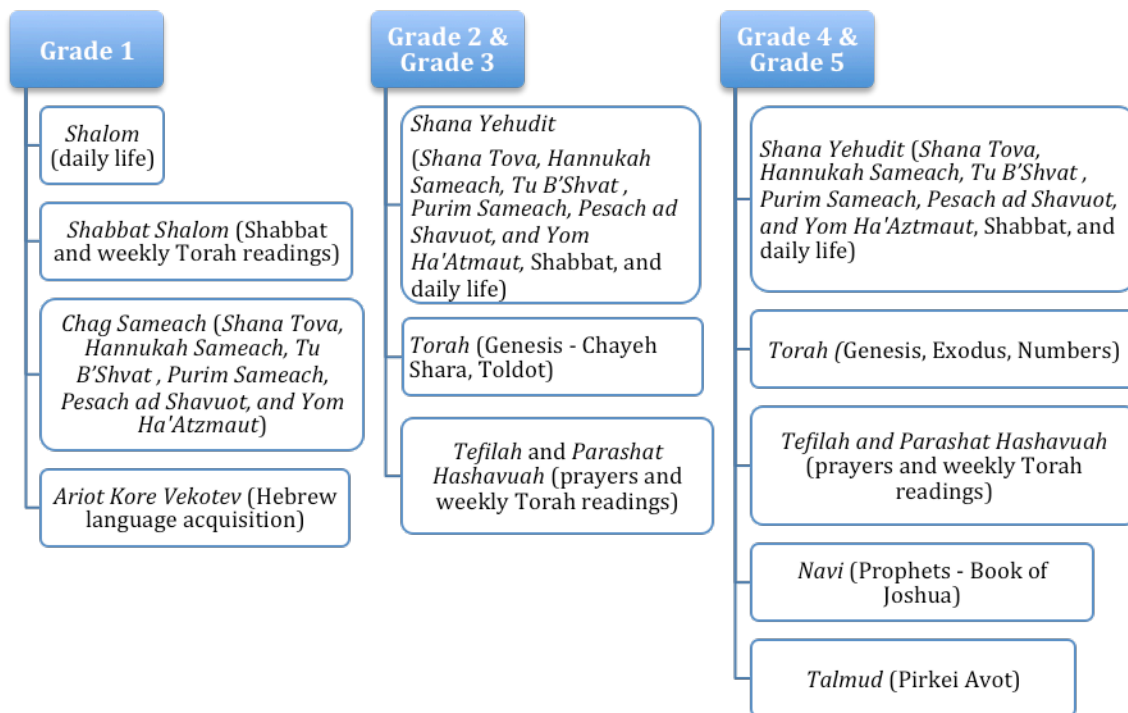 Grade 1
Shalom
(daily life)
Shabbat Shalom (Shabbat
and weekly Torah readings)
Chag Sameach (Shana Tova,
Hannukah Sameach, Tu
B'Shvat , Purim Sameach,
Pesach ad Shavuot, and Yom
Ha'Atzmaut)
Ariot Kore Vekotev (Hebrew
language acquisition)
Grade 2 &
Grade 3
Shana Yehudit
(Shana Tova, Hannukah
Sameach, Tu B'Shvat ,
Purim Sameach, Pesach ad
Shavuot, and Yom
Ha'Atmaut, Shabbat, and
daily life)
Torah (Genesis - Chayeh
Shara, Toldot)
Tefilah and Parashat
Hashavuah (prayers and
weekly Torah readings)
Grade 4 &
Grade 5
Shana Yehudit (Shana Tova,
Hannukah Sameach, Tu B'Shvat ,
Purim Sameach, Pesach ad Shavuot,
and Yom Ha'Aztmaut, Shabbat, and
daily life)
Torah (Genesis, Exodus, Numbers)
Tefilah and Parashat Hashavuah
(prayers and weekly Torah
readings)
Navi (Prophets - Book of
Joshua)
Talmud (Pirkei Avot)